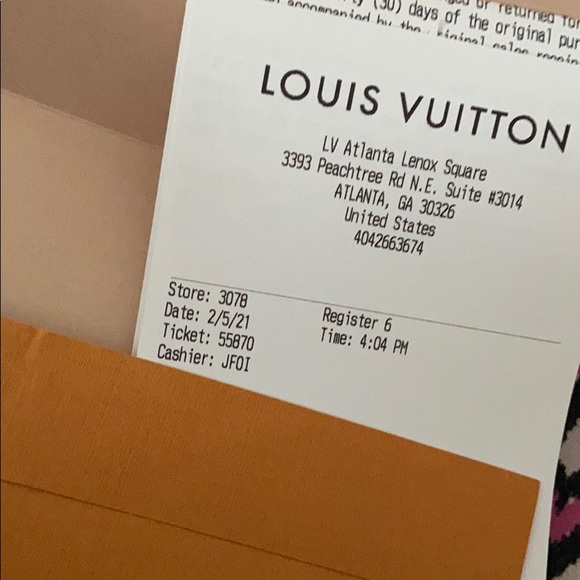 (30) days of the original pur
LOUIS VUITTON
LV Atlanta Lenox Square
3393 Peachtree Rd N.E. Suite #3014
ATLANTA, GA 30326
United States
4042663674
Store: 3078 Register 6
Date: 2/5/21 Time: 4:04 PM
Ticket: 55870
Cashier: JFOI